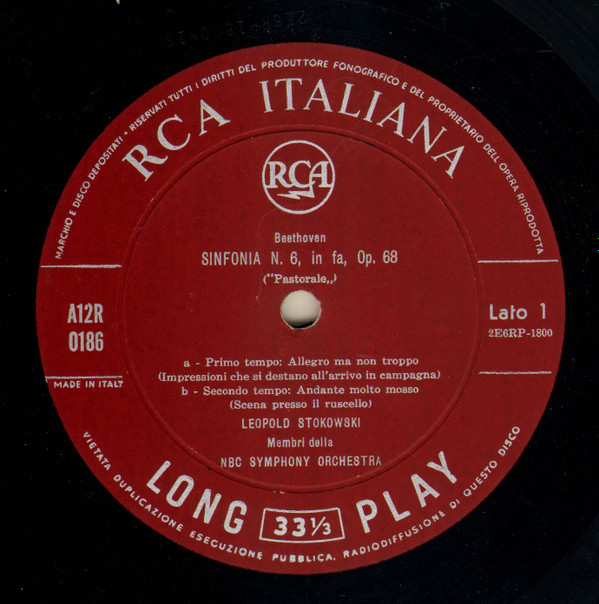 MARCHIO E DISCO DEPOSITATI • RISERVATI TUTTI I DIRITTI DEL PRODUTTORE FONOGRAFICO E DEL PROPRIETARIO DELL'OPERA RIPRODOTTA
RCA ITALIANA
RCA
Beethoven
SINFONIA N. 6, in fa, Op. 68
("Pastorale,,)
A12R
0186
Lato 1
2E6RP-1800
MADE IN ITALY
a - Primo tempo: Allegro ma non troppo
(Impressioni che si destano all'arrivo in campagna)
b - Secondo tempo: Andante molto mosso
(Scena presso il ruscello)
LEOPOLD STOKOWSKI
Membri della
NBC SYMPHONY ORCHESTRA
LONG 33 1/3 PLAY
VIETATA DUPLICAZIONE ESECUZIONE PUBBLICA. RADIODIFFUSIONE DI QUESTO DISCO